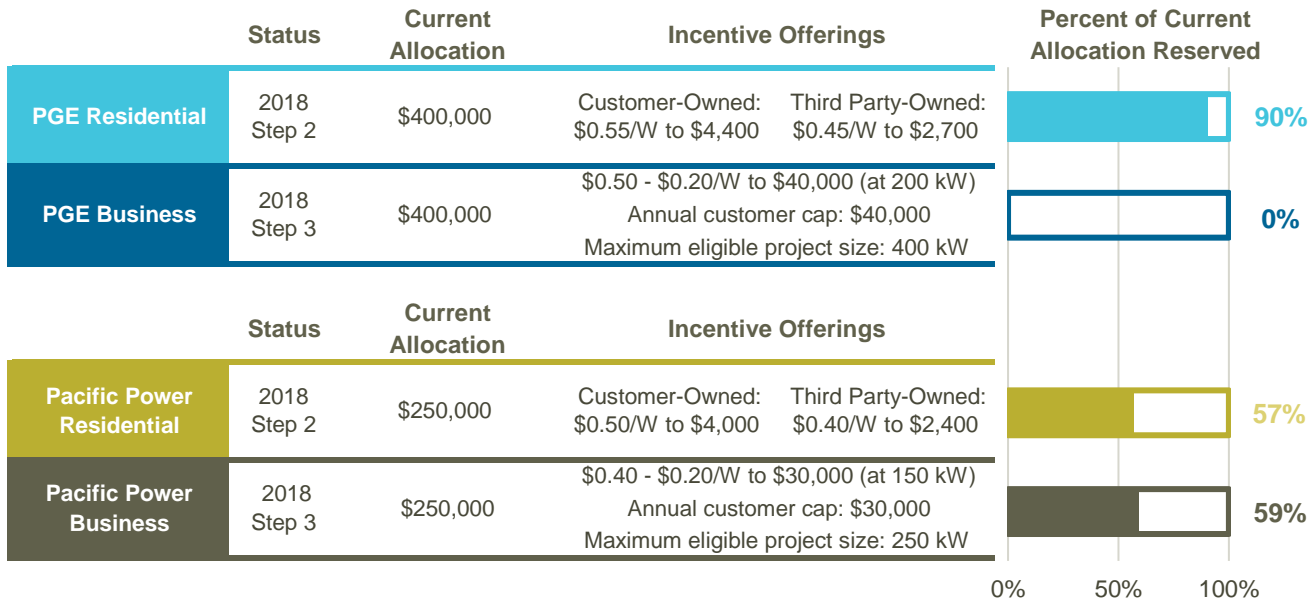 Status
Current
Allocation
Incentive Offerings
Percent of Current
Allocation Reserved
PGE Residential
2018
Step 2
$400,000
Customer-Owned:
$0.55/W to $4,400
Third Party-Owned:
$0.45/W to $2,700
90%
PGE Business
2018
Step 3
$400,000
$0.50 - $0.20/W to $40,000 (at 200 kW)
Annual customer cap: $40,000
Maximum eligible project size: 400 kW
0%
Status
Current
Allocation
Incentive Offerings
Pacific Power
Residential
2018
Step 2
$250,000
Customer-Owned:
$0.50/W to $4,000
Third Party-Owned:
$0.40/W to $2,400
57%
Pacific Power
Business
2018
Step 3
$250,000
$0.40 - $0.20/W to $30,000 (at 150 kW)
Annual customer cap: $30,000
Maximum eligible project size: 250 kW
59%
0% 50% 100%